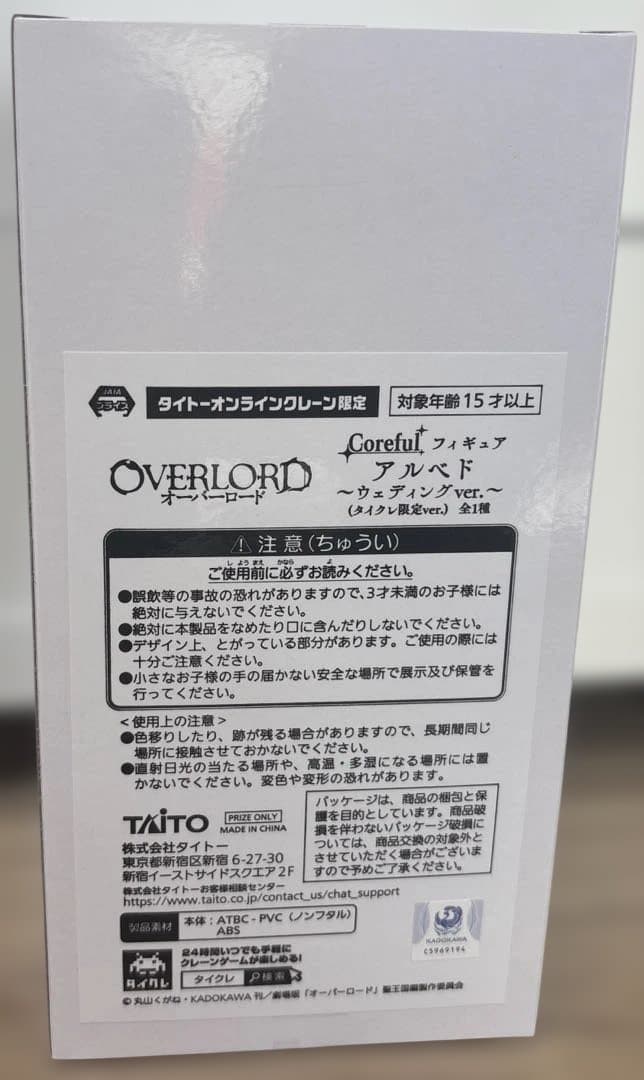 JAIA
プライズ
タイトーオンラインクレーン限定
対象年齢15才以上
OVERLORD
オーバーロード
Coreful フィギュア
アルベド
～ウェディングver.～
(タイクレ限定ver.) 全1種
注意(ちゅうい)
ご使用前に必ずお読みください。
●誤飲等の事故の恐れがありますので、3才未満のお子様には
絶対に与えないでください。
●絶対に本製品をなめたり口に含んだりしないでください。
●デザイン上、とがっている部分があります。ご使用の際には
十分ご注意ください。
●小さなお子様の手の届かない安全な場所で展示及び保管を
行ってください。
＜使用上の注意＞
●色移りしたり、跡が残る場合がありますので、長期間同じ
場所に接触させておかないでください。
●直射日光の当たる場所や、高温・多湿になる場所には置
かないでください。変色や変形の恐れがあります。
TAITO
PRIZE ONLY
MADE IN CHINA
株式会社タイトー
東京都新宿区新宿 6-27-30
新宿イーストサイドスクエア2F
株式会社タイトーお客様相談センター
https://www.taito.co.jp/contact_us/chat_support
パッケージは、商品の梱包と保
護を目的としています。商品破
損を伴わないパッケージ破損に
ついては、商品交換の対象外と
させていただく場合がございま
すので予めご了承ください。
製品素材
本体：ATBC-PVC（ノンフタル）
ABS
KADOKAWA
C5969194
タイクレ
24時間いつでも手軽に
クレーンゲームが楽しめる!
タイクレ 検索
©丸山くがね・KADOKAWA刊／劇場版「オーバーロード」聖王国編製作委員会